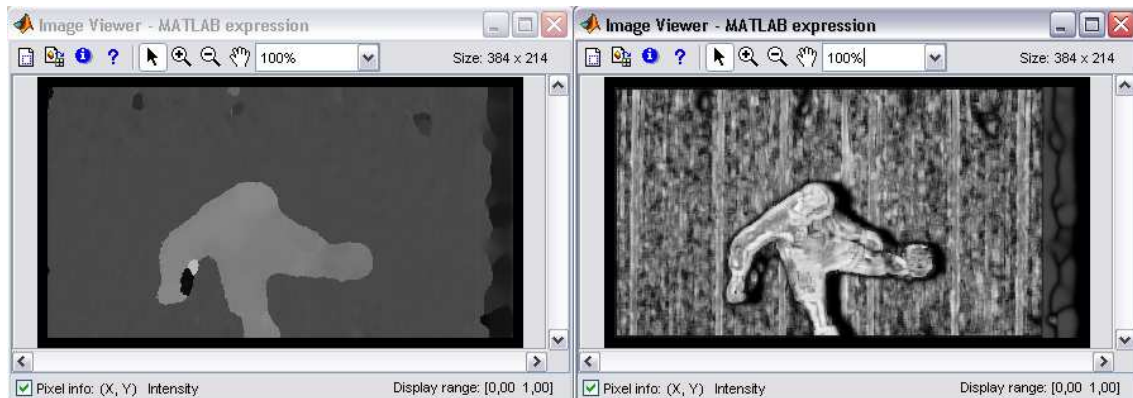 Image Viewer - MATLAB expression
100%
Size: 384 x 214
Pixel info: (X, Y) Intensity
Display range: [0,00 1,00]
Image Viewer - MATLAB expression
100%
Size: 384 x 214
Pixel info: (X, Y) Intensity
Display range: [0,00 1,00]